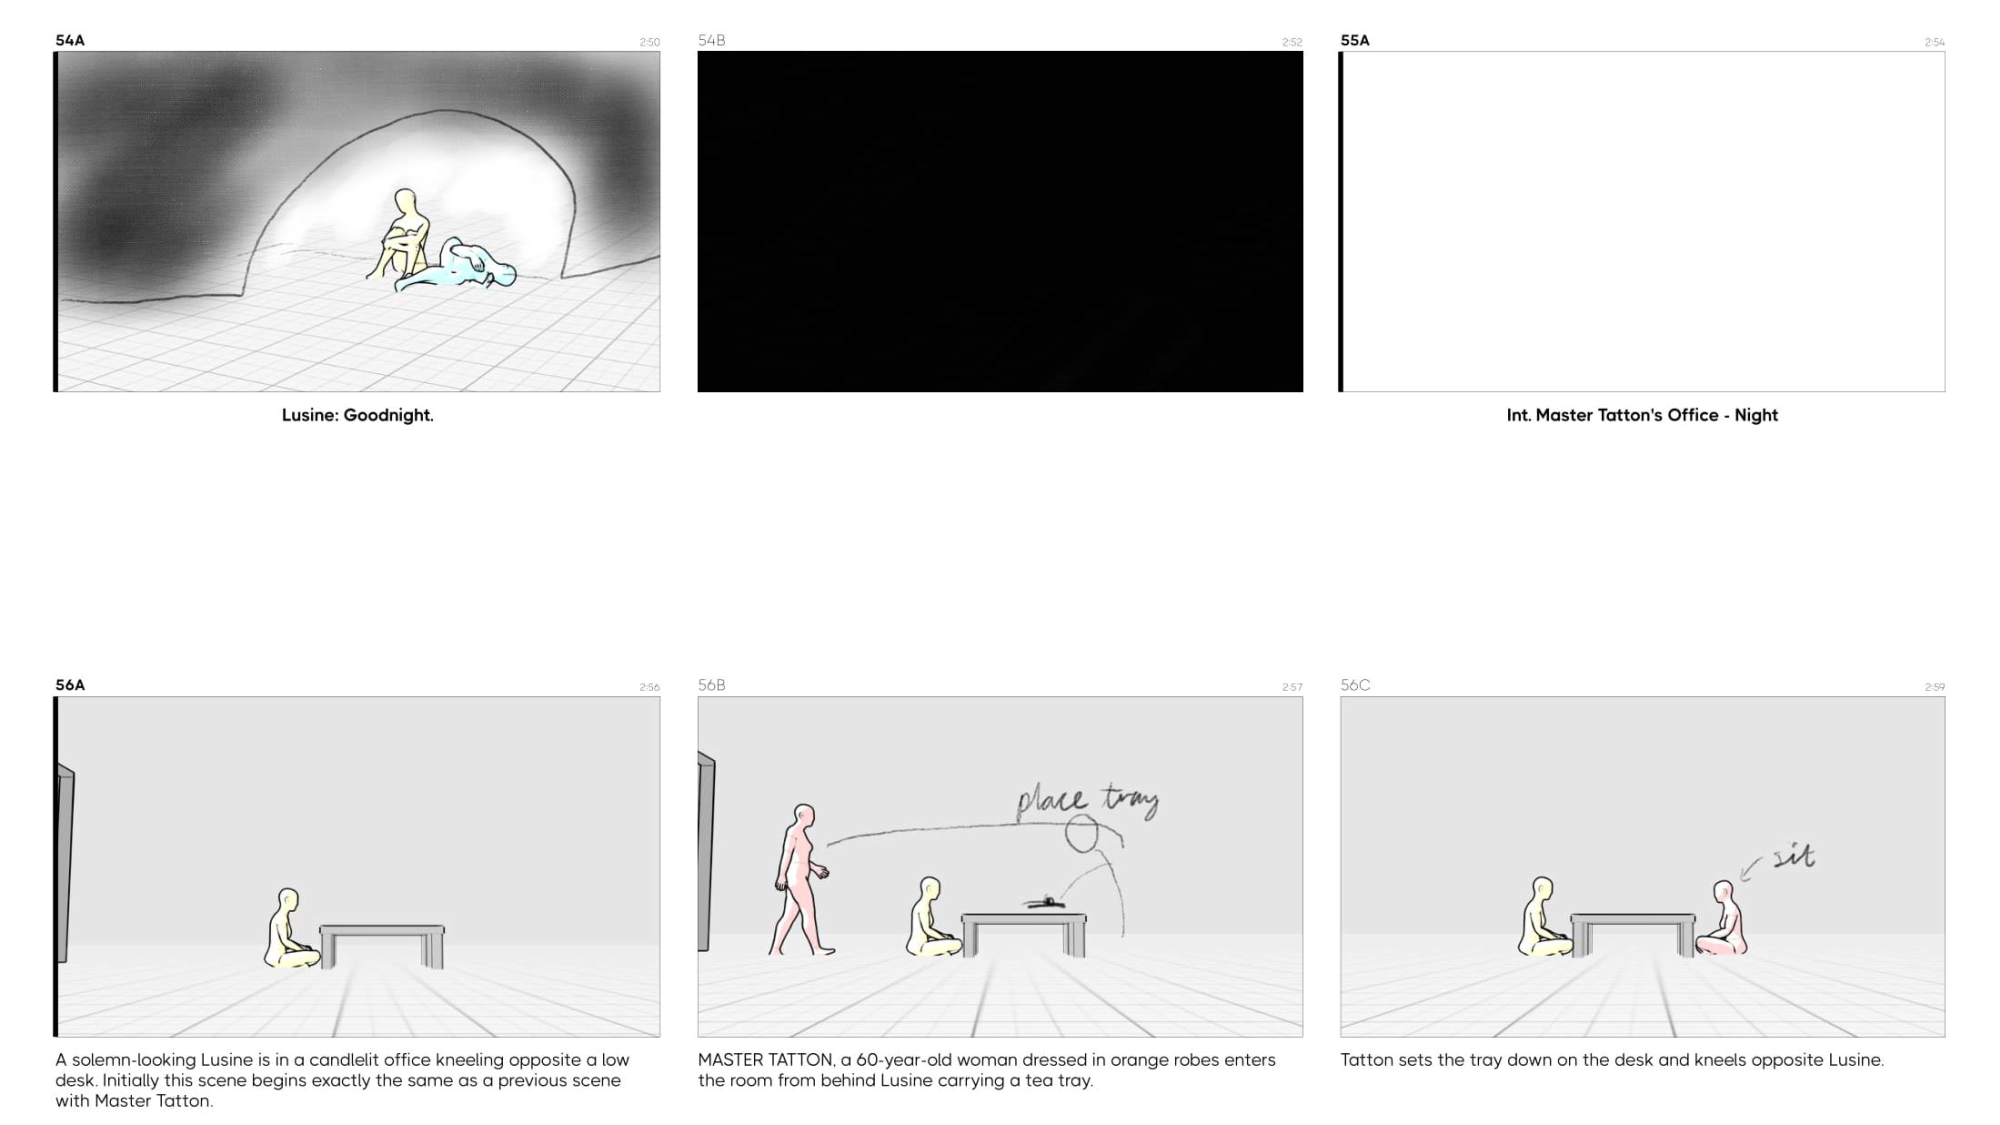 54A
2:50
54B
2:52
55A
2:54
Lusine: Goodnight.
Int. Master Tatton's Office - Night
56A
2:56
56B
2:57
56C
2:59
place tray
sit
A solemn-looking Lusine is in a candlelit office kneeling opposite a low
desk. Initially this scene begins exactly the same as a previous scene
with Master Tatton.
MASTER TATTON, a 60-year-old woman dressed in orange robes enters
the room from behind Lusine carrying a tea tray.
Tatton sets the tray down on the desk and kneels opposite Lusine.